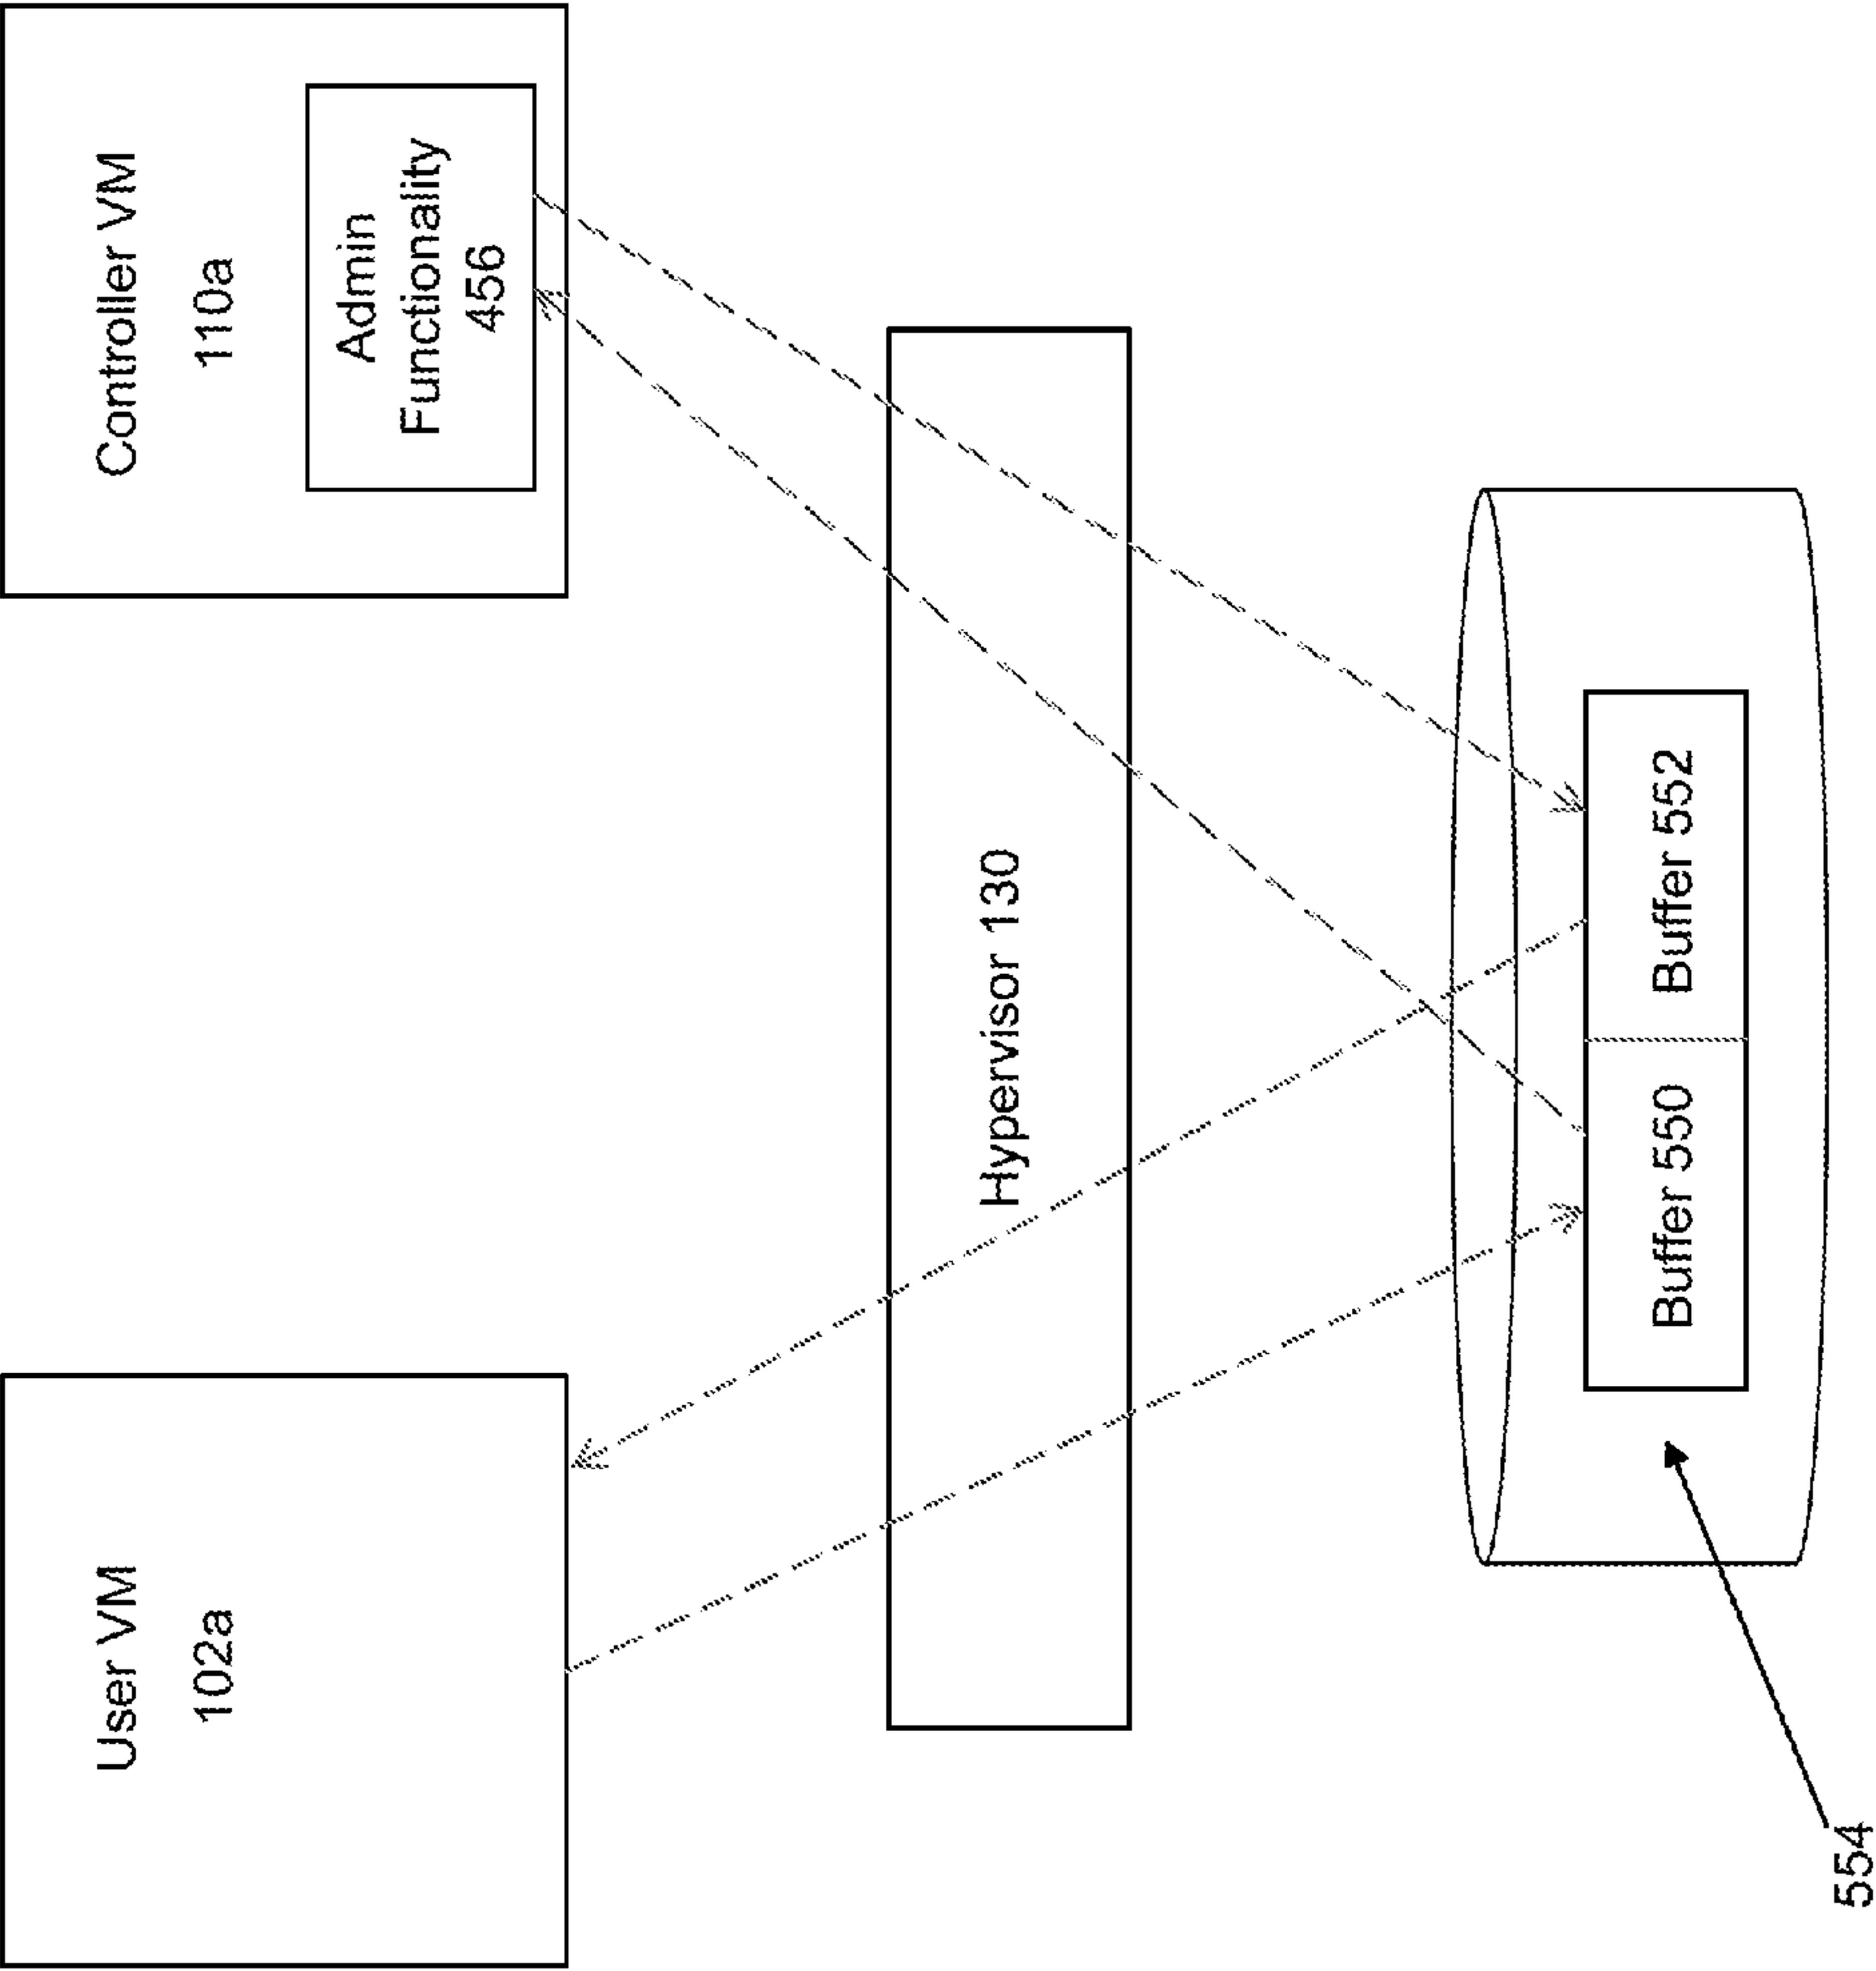 User VM
102a
Controller VM
110a
Admin
Functionality
456
Hypervisor 130
Buffer 550
Buffer 552
554